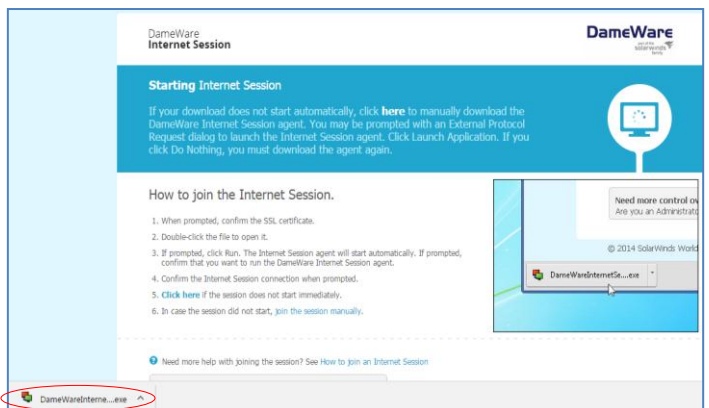 DameWare
Internet Session
DameWare
part of the
solarwinds
family
Starting Internet Session
If your download does not start automatically, click here to manually download the
DameWare Internet Session agent. You may be prompted with an External Protocol
Request dialog to launch the Internet Session agent. Click Launch Application. If you
click Do Nothing, you must download the agent again.
How to join the Internet Session.
1. When prompted, confirm the SSL certificate.
2. Double-click the file to open it.
3. If prompted, click Run. The Internet Session agent will start automatically. If prompted,
confirm that you want to run the DameWare Internet Session agent.
4. Confirm the Internet Session connection when prompted.
5. Click here if the session does not start immediately.
6. In case the session did not start, join the session manually.
Need more control ov
Are you an Administrato
© 2014 SolarWinds World
DameWareInternetSe....exe
Need more help with joining the session? See How to join an Internet Session
DameWareInterne....exe